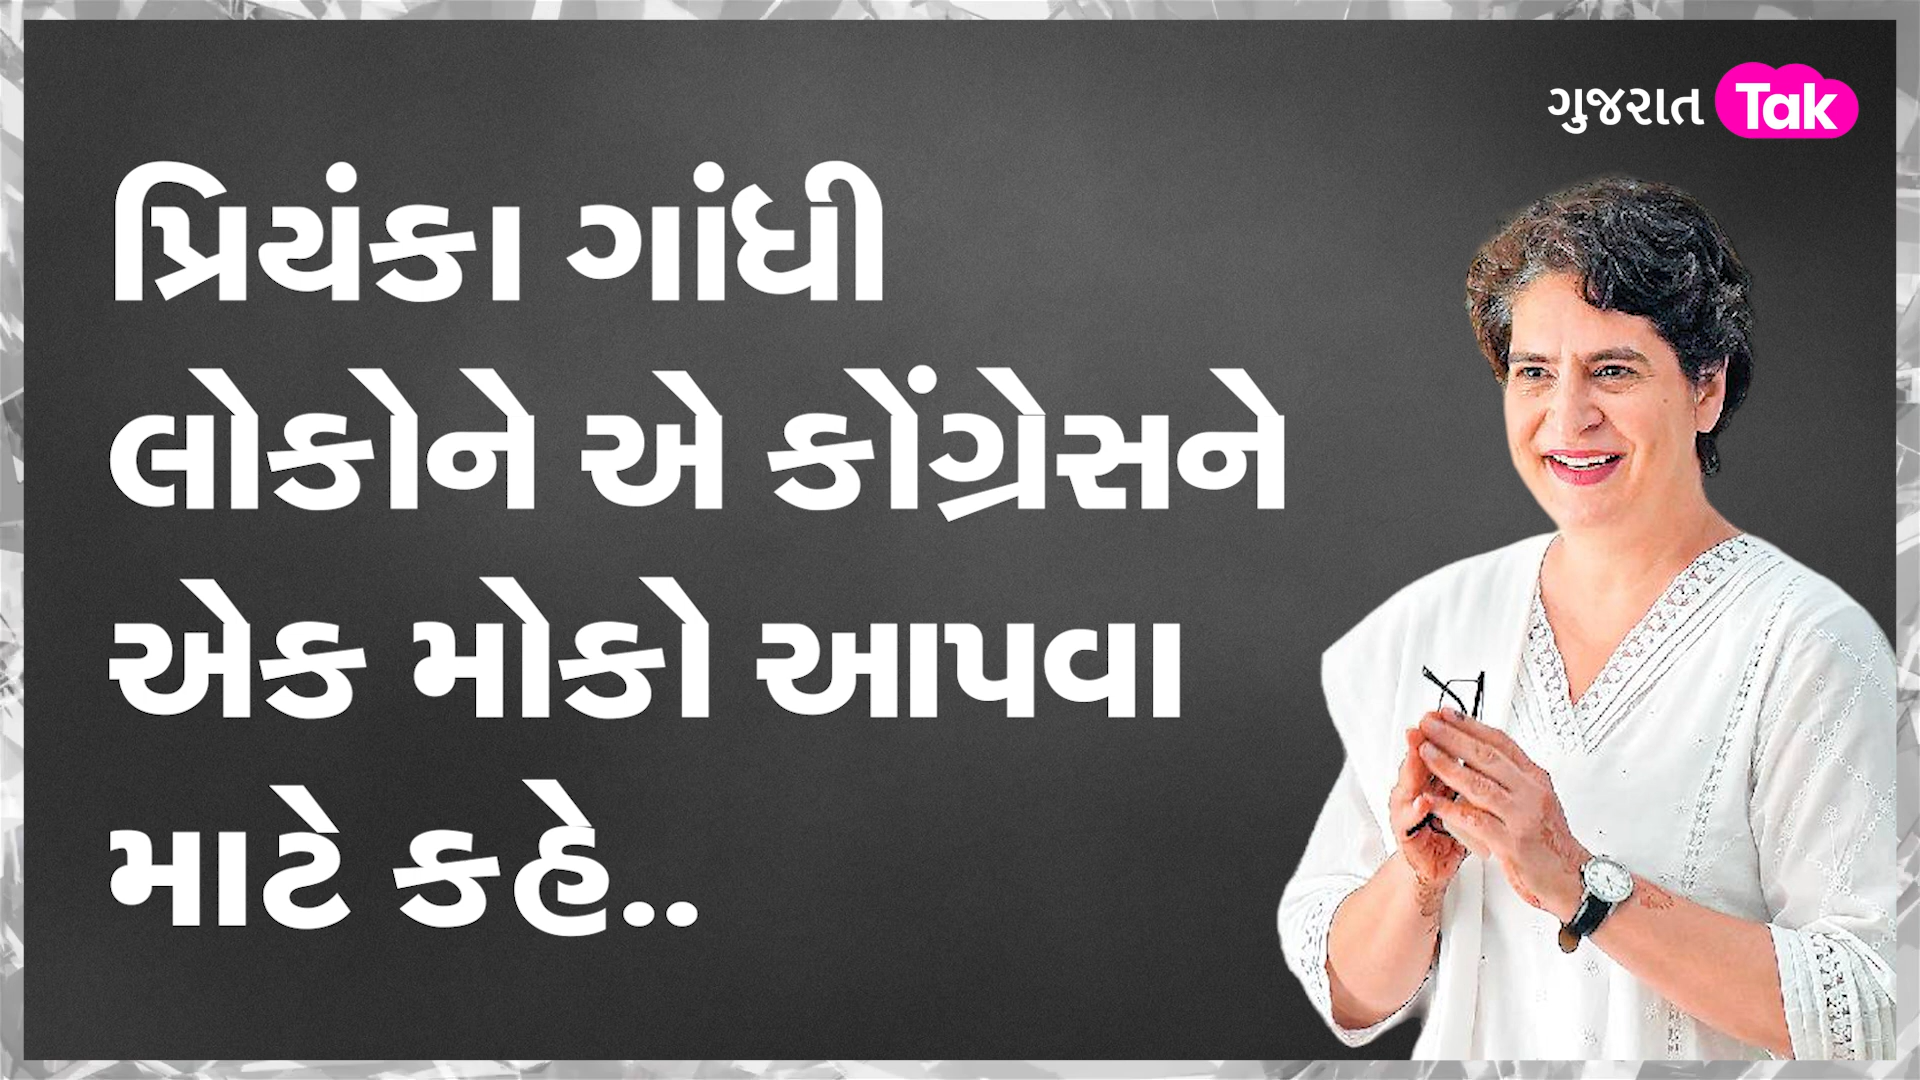 ગુજરાત Tak
પ્રિયંકા ગાંધી
લોકોને એ કોંગ્રેસને
એક મોકો આપવા
માટે કહે..